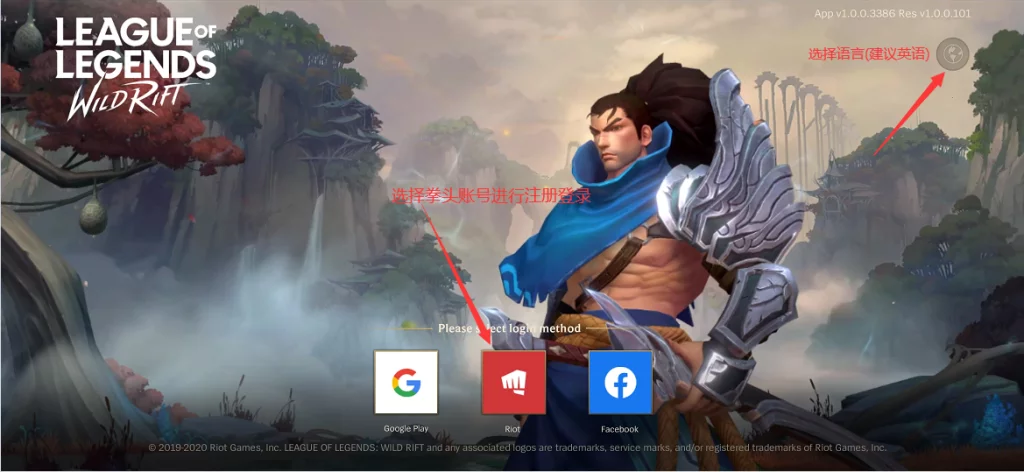 App v1.0.0.3386 Res v1.0.0.101
LEAGUE OF
LEGENDS
WILD RIFT
选择语言(建议英语)
选择拳头账号进行注册登录
Please select login method
Google Play
Riot
Facebook
© 2019-2020 Riot Games, Inc. LEAGUE OF LEGENDS: WILD RIFT and any associated logos are trademarks, service marks, and/or registered trademarks of Riot Games, Inc.